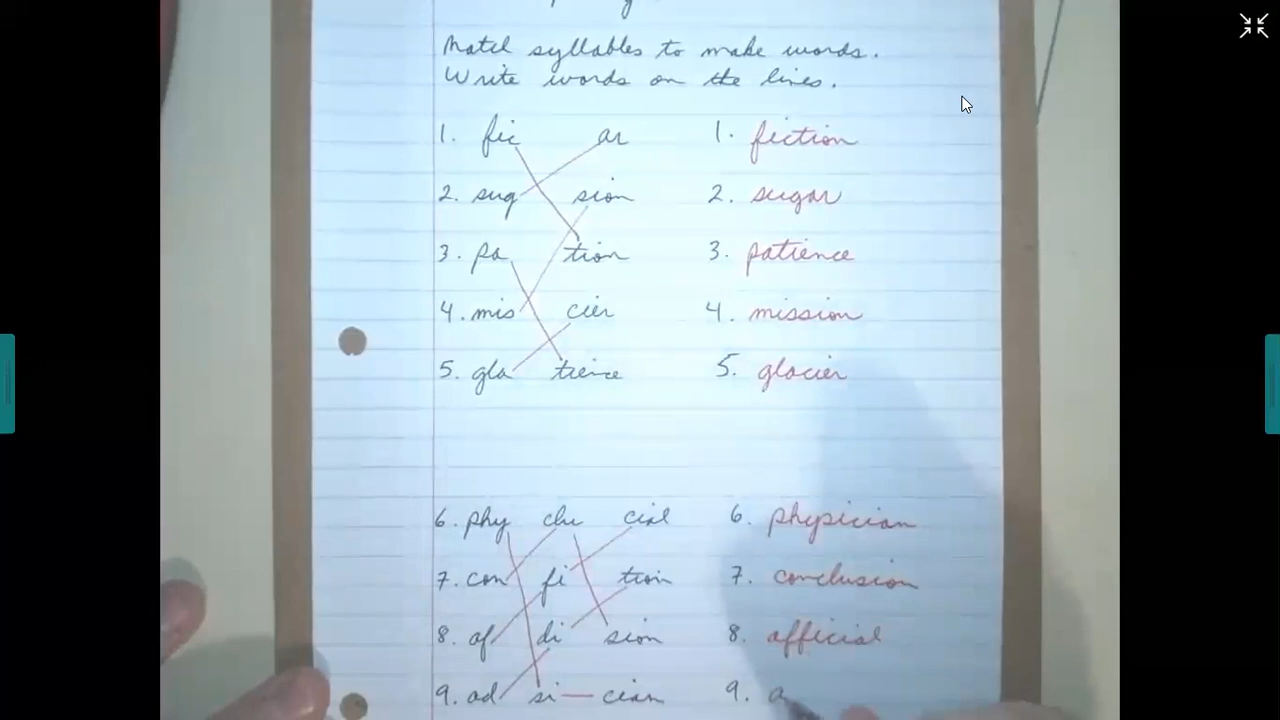 Match syllables to make words.
Write words on the lines.
1. fic ar 1. fiction
2. sug sion 2. sugar
3. pa tion 3. patience
4. mis cier 4. mission
5. gla tience 5. glacier
6. phy clu cial 6. physician
7. con fi tion 7. conclusion
8. of di sion 8. official
9. ad si cian 9. a